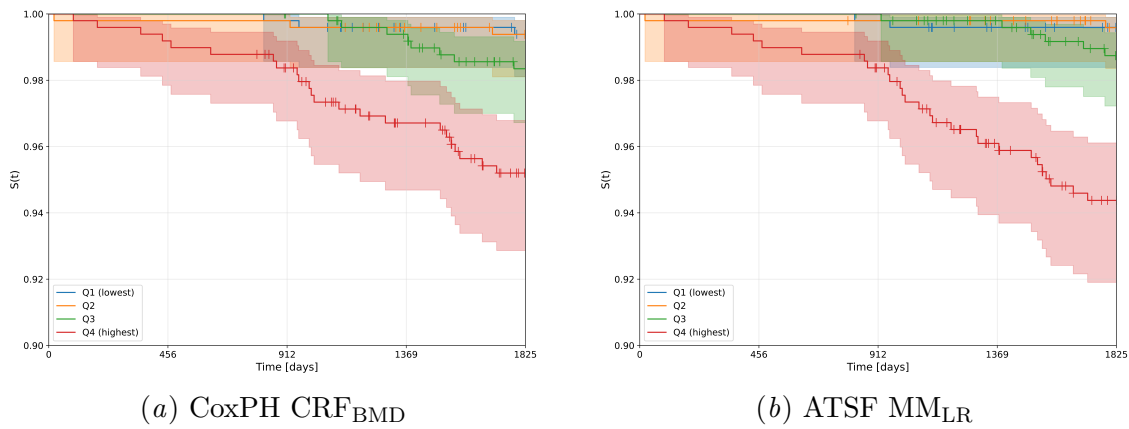 1.00
0.98
0.96
0.94
0.92
0.90
S(t)
Q1 (lowest)
Q2
Q3
Q4 (highest)
0 456 912 1369 1825
Time [days]
(a) CoxPH CRF_BMD
1.00
0.98
0.96
0.94
0.92
0.90
S(t)
Q1 (lowest)
Q2
Q3
Q4 (highest)
0 456 912 1369 1825
Time [days]
(b) ATSF MM_LR